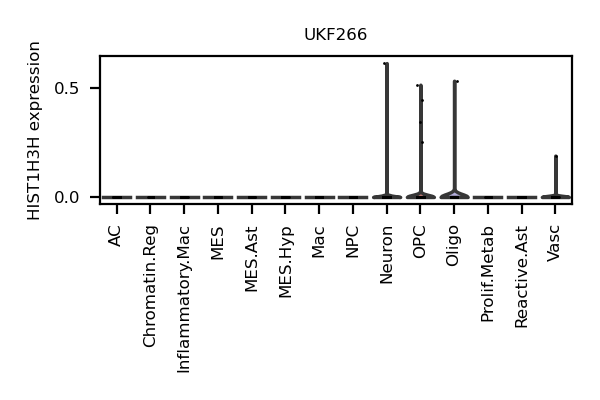 UKF266
HIST1H3H expression
0.5
0.0
AC
Chromatin.Reg
Inflammatory.Mac
MES
MES.Ast
MES.Hyp
Mac
NPC
Neuron
OPC
Oligo
Prolif.Metab
Reactive.Ast
Vasc